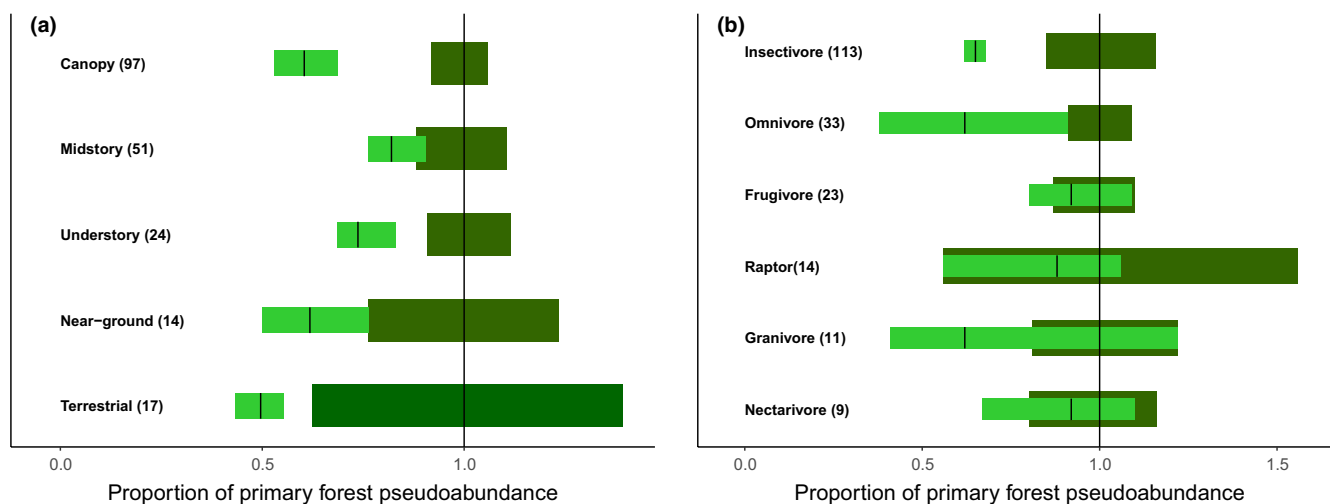 (a)
Canopy (97)
Midstory (51)
Understory (24)
Near−ground (14)
Terrestrial (17)
0.0 0.5 1.0
Proportion of primary forest pseudoabundance
(b)
Insectivore (113)
Omnivore (33)
Frugivore (23)
Raptor(14)
Granivore (11)
Nectarivore (9)
0.0 0.5 1.0 1.5
Proportion of primary forest pseudoabundance